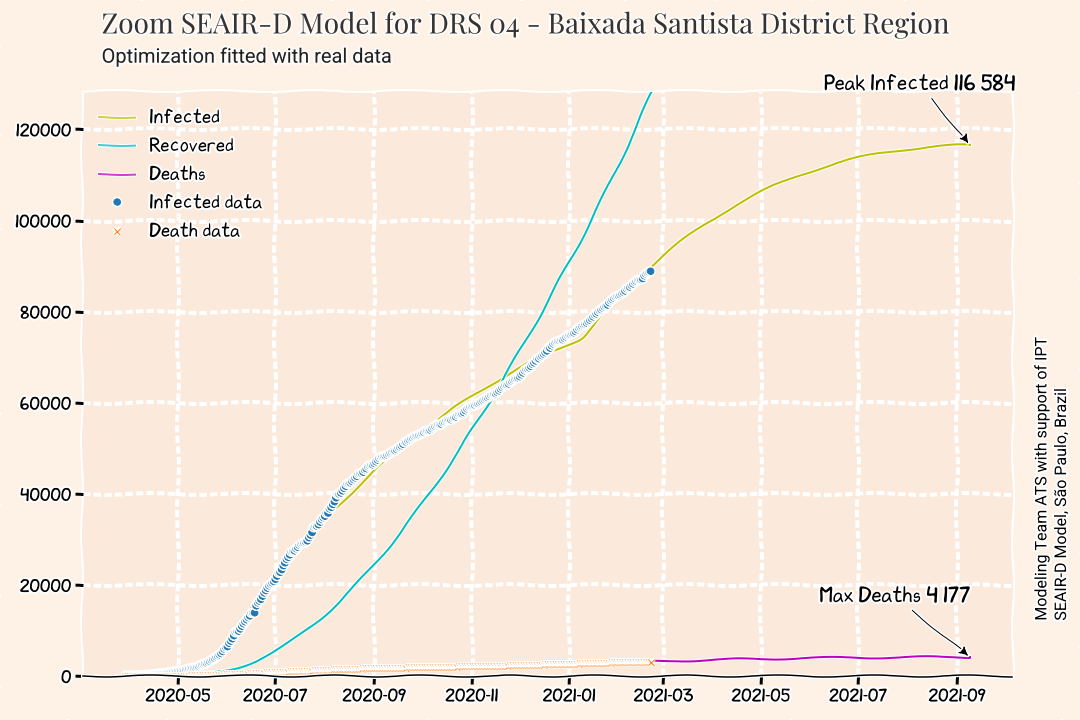 Zoom SEAIR-D Model for DRS 04 - Baixada Santista District Region
Optimization fitted with real data
Peak Infected 116 584
Infected
Recovered
Deaths
Infected data
Death data
120000
100000
80000
60000
40000
20000
0
Max Deaths 4 177
2020-05
2020-07
2020-09
2020-11
2021-01
2021-03
2021-05
2021-07
2021-09
Modeling Team ATS with support of IPT
SEAIR-D Model, São Paulo, Brazil